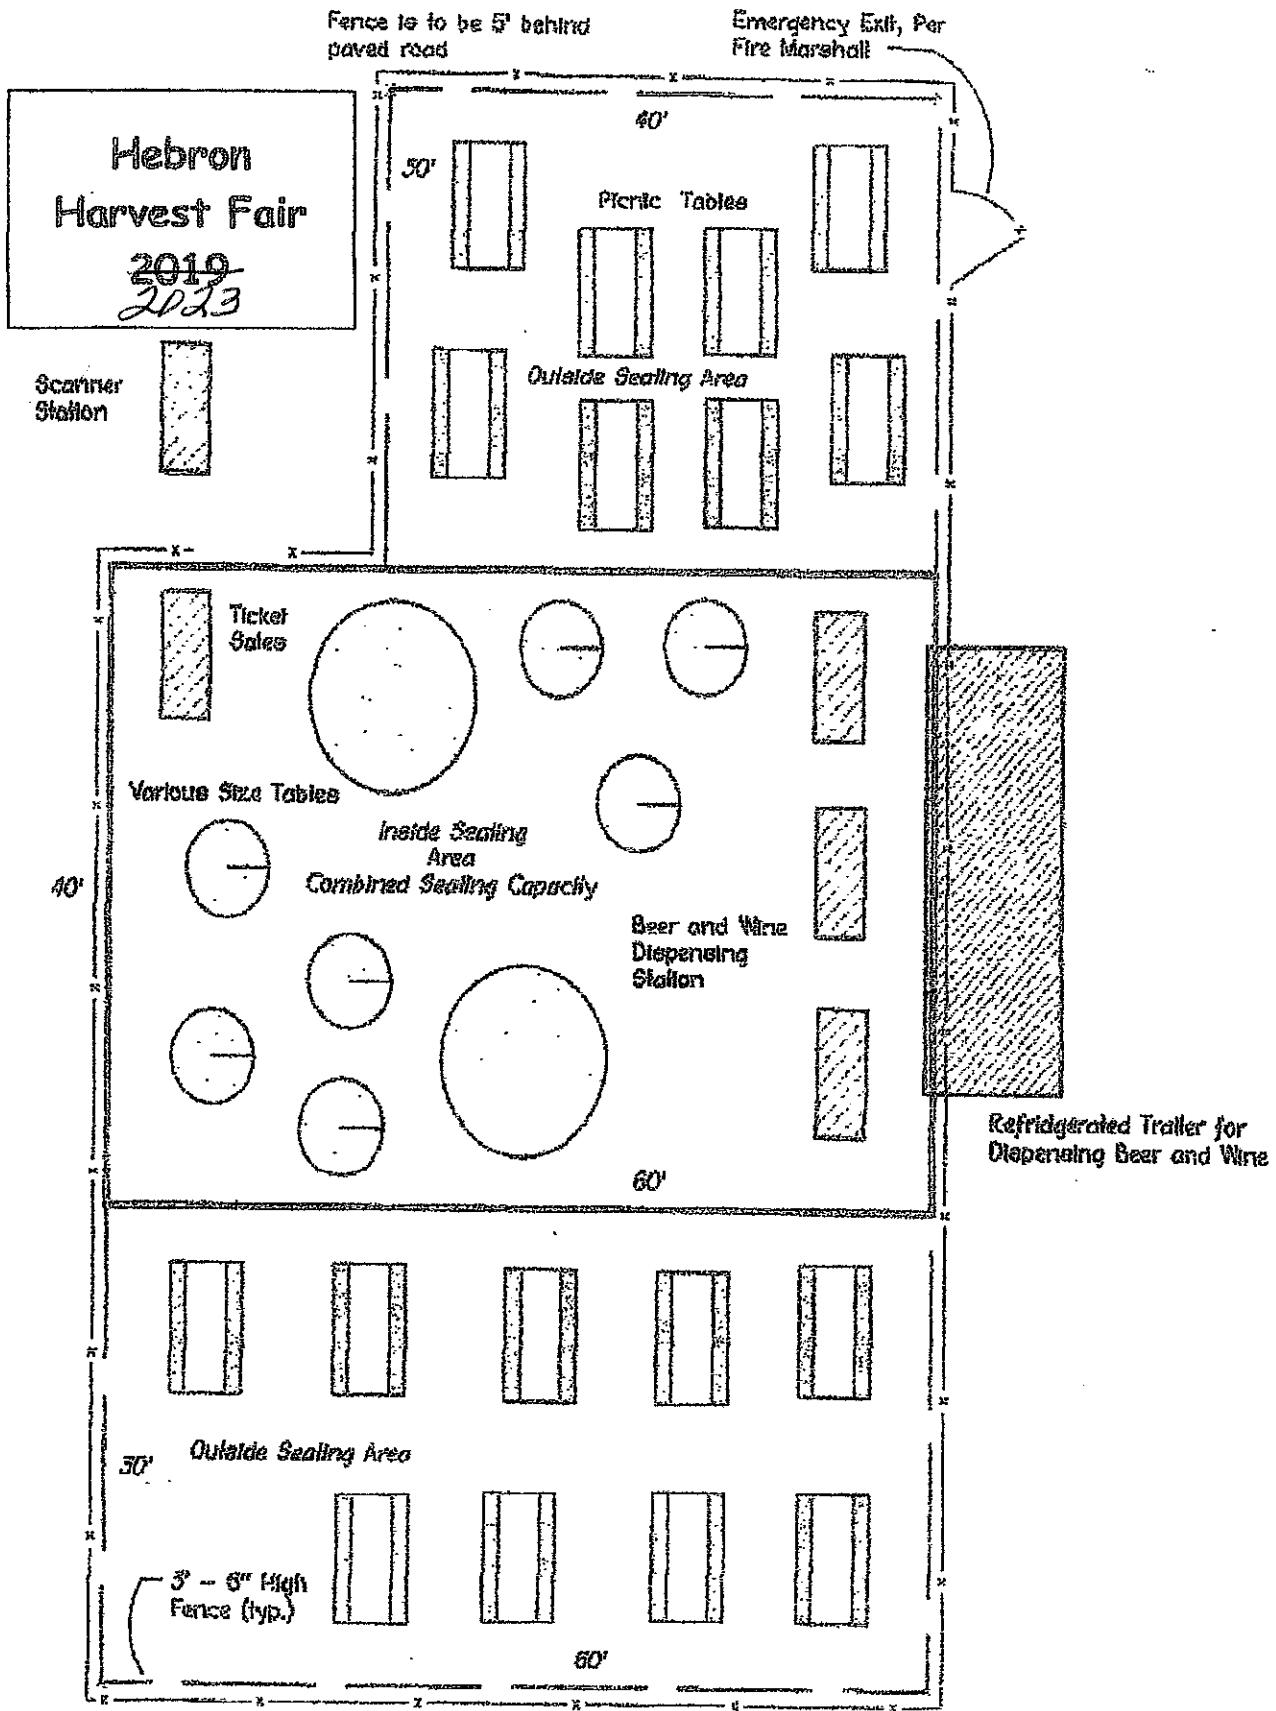 Fence is to be 5' behind
paved road
Emergency Exit, Per
Fire Marshall
Hebron
Harvest Fair
2019
2023
40'
30'
Picnic Tables
Scanner
Station
Outside Seating Area
Ticket
Sales
Various Size Tables
Inside Seating
Area
Combined Seating Capacity
40'
Beer and Wine
Dispensing
Station
Refridgerated Trailer for
Dispensing Beer and Wine
60'
Outside Seating Area
30'
3' – 6" High
Fence (typ.)
60'